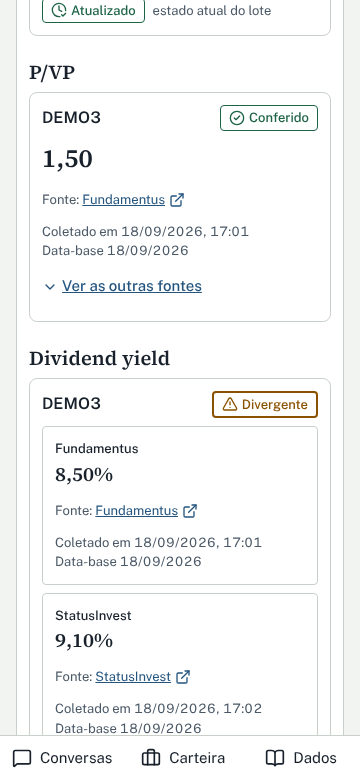 Atualizado estado atual do lote
P/VP
DEMO3 Conferido
1,50
Fonte: Fundamentus
Coletado em 18/09/2026, 17:01
Data-base 18/09/2026
Ver as outras fontes
Dividend yield
DEMO3 Divergente
Fundamentus
8,50%
Fonte: Fundamentus
Coletado em 18/09/2026, 17:01
Data-base 18/09/2026
StatusInvest
9,10%
Fonte: StatusInvest
Coletado em 18/09/2026, 17:02
Data-base 18/09/2026
Conversas Carteira Dados